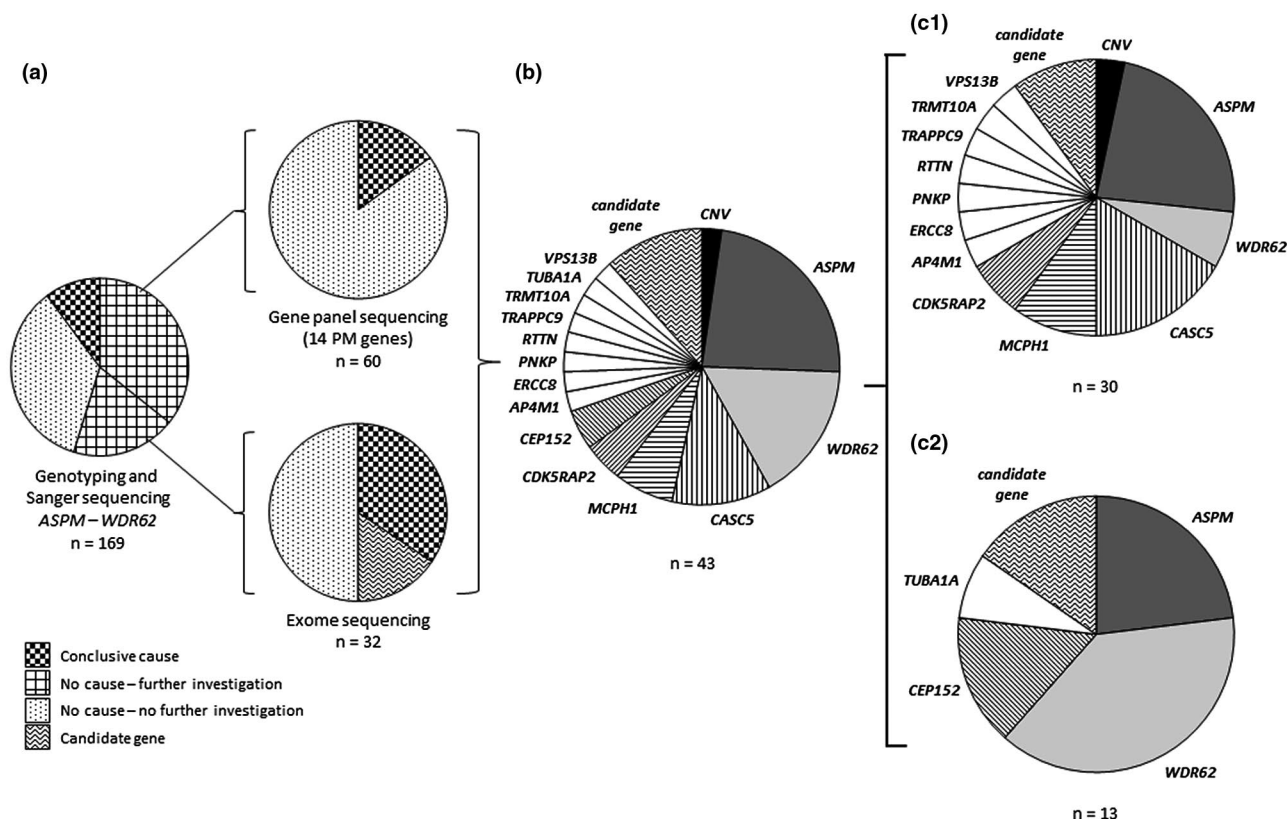 (a)
Genotyping and
Sanger sequencing
ASPM – WDR62
n = 169
Gene panel sequencing
(14 PM genes)
n = 60
Exome sequencing
n = 32
Conclusive cause
No cause – further investigation
No cause – no further investigation
Candidate gene
(b)
candidate
gene
CNV
ASPM
WDR62
CASC5
MCPH1
CDK5RAP2
CEP152
AP4M1
ERCC8
PNKP
RTTN
TRAPPC9
TRMT10A
TUBA1A
VPS13B
n = 43
(c1)
candidate
gene
CNV
ASPM
WDR62
CASC5
MCPH1
CDK5RAP2
AP4M1
ERCC8
PNKP
RTTN
TRAPPC9
TRMT10A
VPS13B
n = 30
(c2)
candidate
gene
ASPM
WDR62
CEP152
TUBA1A
n = 13